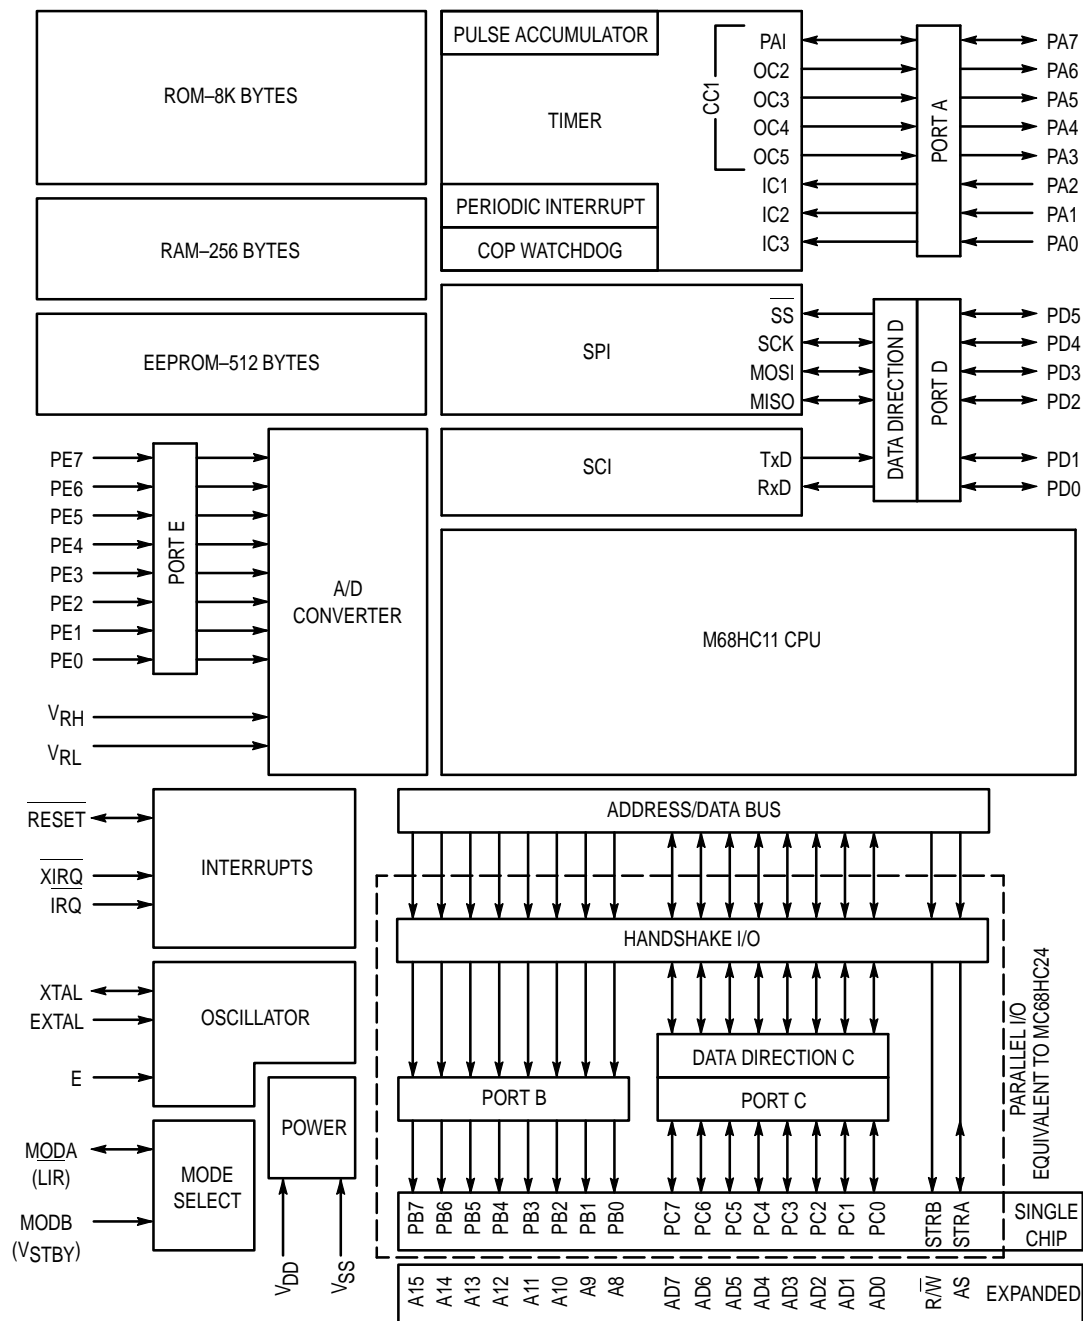 ROM–8K BYTES
RAM–256 BYTES
EEPROM–512 BYTES
PULSE ACCUMULATOR
TIMER
PERIODIC INTERRUPT
COP WATCHDOG
CC1
PAI
OC2
OC3
OC4
OC5
IC1
IC2
IC3
PORT A
PA7
PA6
PA5
PA4
PA3
PA2
PA1
PA0
SPI
SS
SCK
MOSI
MISO
SCI
TxD
RxD
DATA DIRECTION D
PORT D
PD5
PD4
PD3
PD2
PD1
PD0
PE7
PE6
PE5
PE4
PE3
PE2
PE1
PE0
PORT E
VRH
VRL
A/D
CONVERTER
M68HC11 CPU
RESET
XIRQ
IRQ
INTERRUPTS
XTAL
EXTAL
E
OSCILLATOR
POWER
VDD
VSS
MODA
(LIR)
MODB
(VSTBY)
MODE
SELECT
ADDRESS/DATA BUS
HANDSHAKE I/O
DATA DIRECTION C
PORT B
PORT C
PARALLEL I/O
EQUIVALENT TO MC68HC24
PB7
PB6
PB5
PB4
PB3
PB2
PB1
PB0
PC7
PC6
PC5
PC4
PC3
PC2
PC1
PC0
STRB
STRA
SINGLE
CHIP
A15
A14
A13
A12
A11
A10
A9
A8
AD7
AD6
AD5
AD4
AD3
AD2
AD1
AD0
R/W
AS
EXPANDED